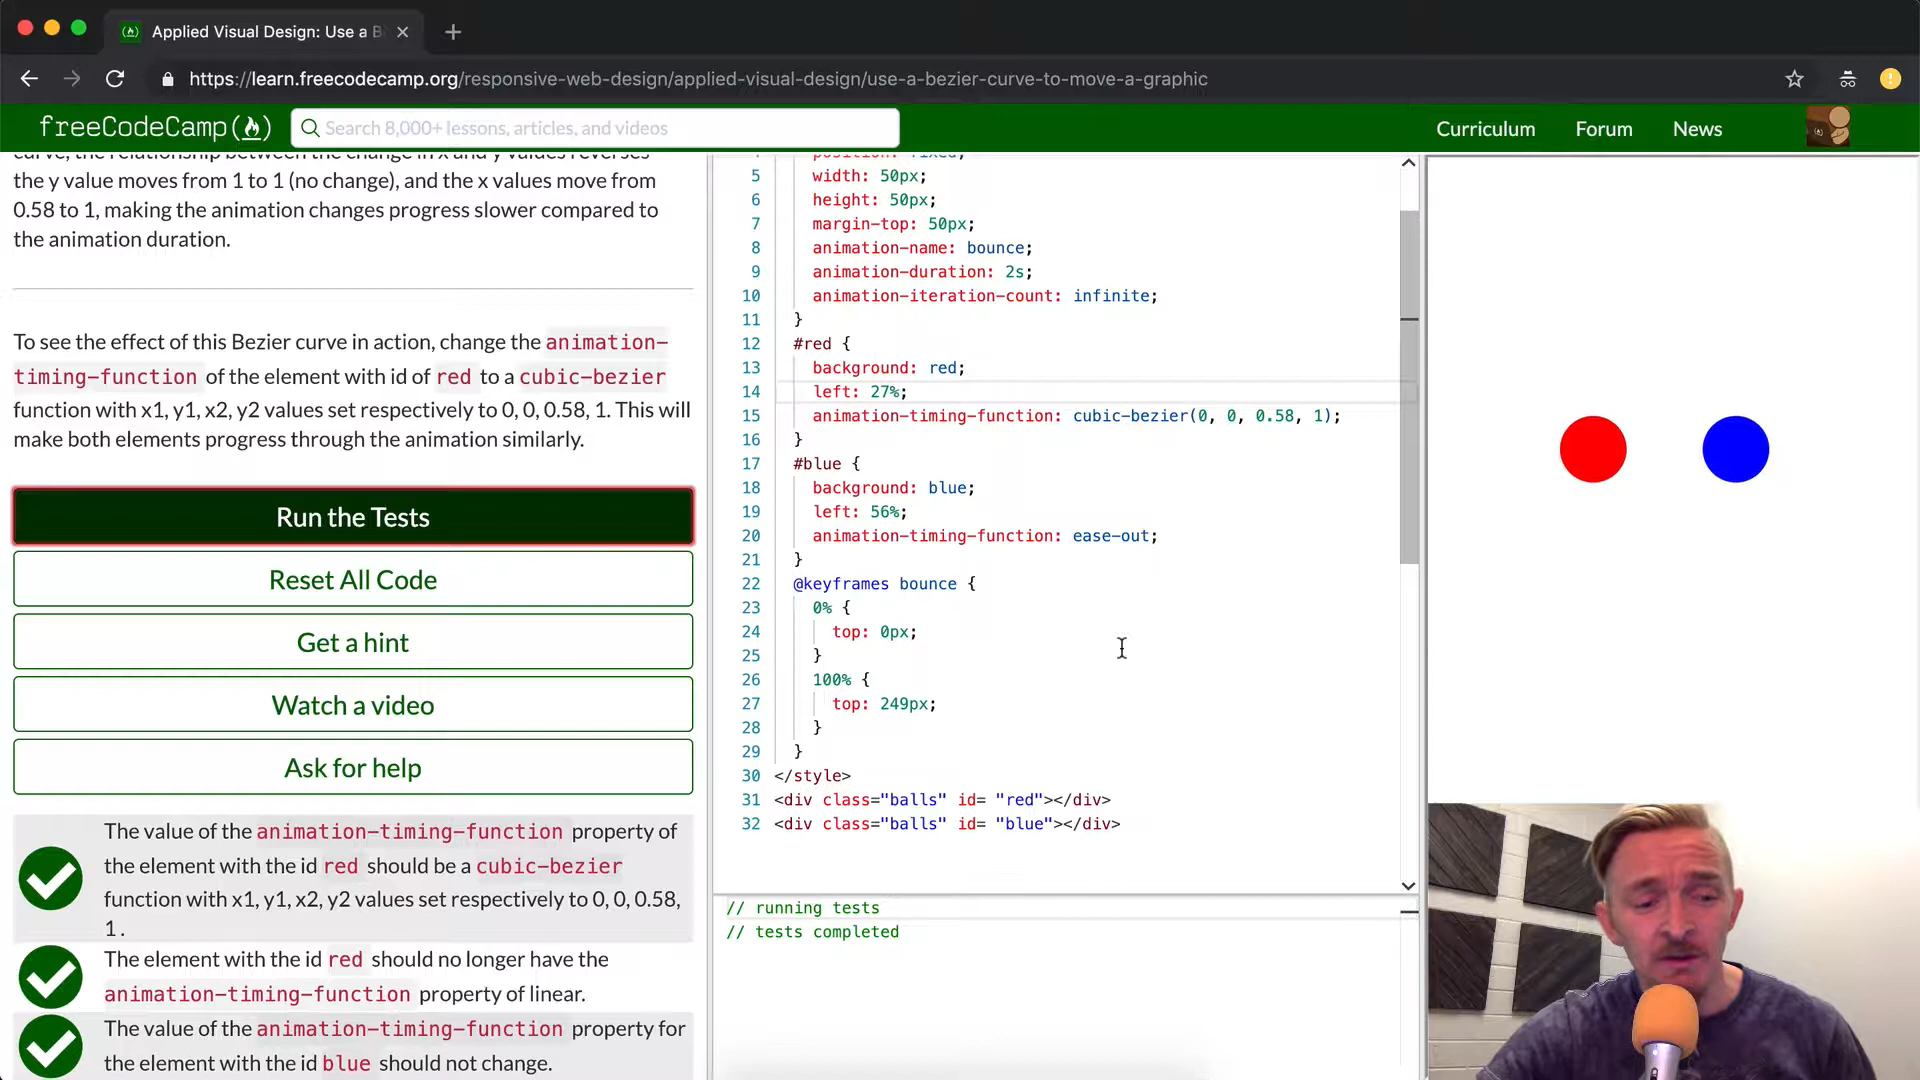 Applied Visual Design: Use a B
https://learn.freecodecamp.org/responsive-web-design/applied-visual-design/use-a-bezier-curve-to-move-a-graphic
freeCodeCamp
Search 8,000+ lessons, articles, and videos
Curriculum
Forum
News
curve, the relationship between the change in x and y values reverses
the y value moves from 1 to 1 (no change), and the x values move from
0.58 to 1, making the animation changes progress slower compared to
the animation duration.
To see the effect of this Bezier curve in action, change the animation-
timing-function of the element with id of red to a cubic-bezier
function with x1, y1, x2, y2 values set respectively to 0, 0, 0.58, 1. This will
make both elements progress through the animation similarly.
Run the Tests
Reset All Code
Get a hint
Watch a video
Ask for help
The value of the animation-timing-function property of
the element with the id red should be a cubic-bezier
function with x1, y1, x2, y2 values set respectively to 0, 0, 0.58,
1 .
The element with the id red should no longer have the
animation-timing-function property of linear.
The value of the animation-timing-function property for
the element with the id blue should not change.
4 position: fixed;
5 width: 50px;
6 height: 50px;
7 margin-top: 50px;
8 animation-name: bounce;
9 animation-duration: 2s;
10 animation-iteration-count: infinite;
11 }
12 #red {
13 background: red;
14 left: 27%;
15 animation-timing-function: cubic-bezier(0, 0, 0.58, 1);
16 }
17 #blue {
18 background: blue;
19 left: 56%;
20 animation-timing-function: ease-out;
21 }
22 @keyframes bounce {
23 0% {
24 top: 0px;
25 }
26 100% {
27 top: 249px;
28 }
29 }
30 </style>
31 <div class="balls" id= "red"></div>
32 <div class="balls" id= "blue"></div>
// running tests
// tests completed